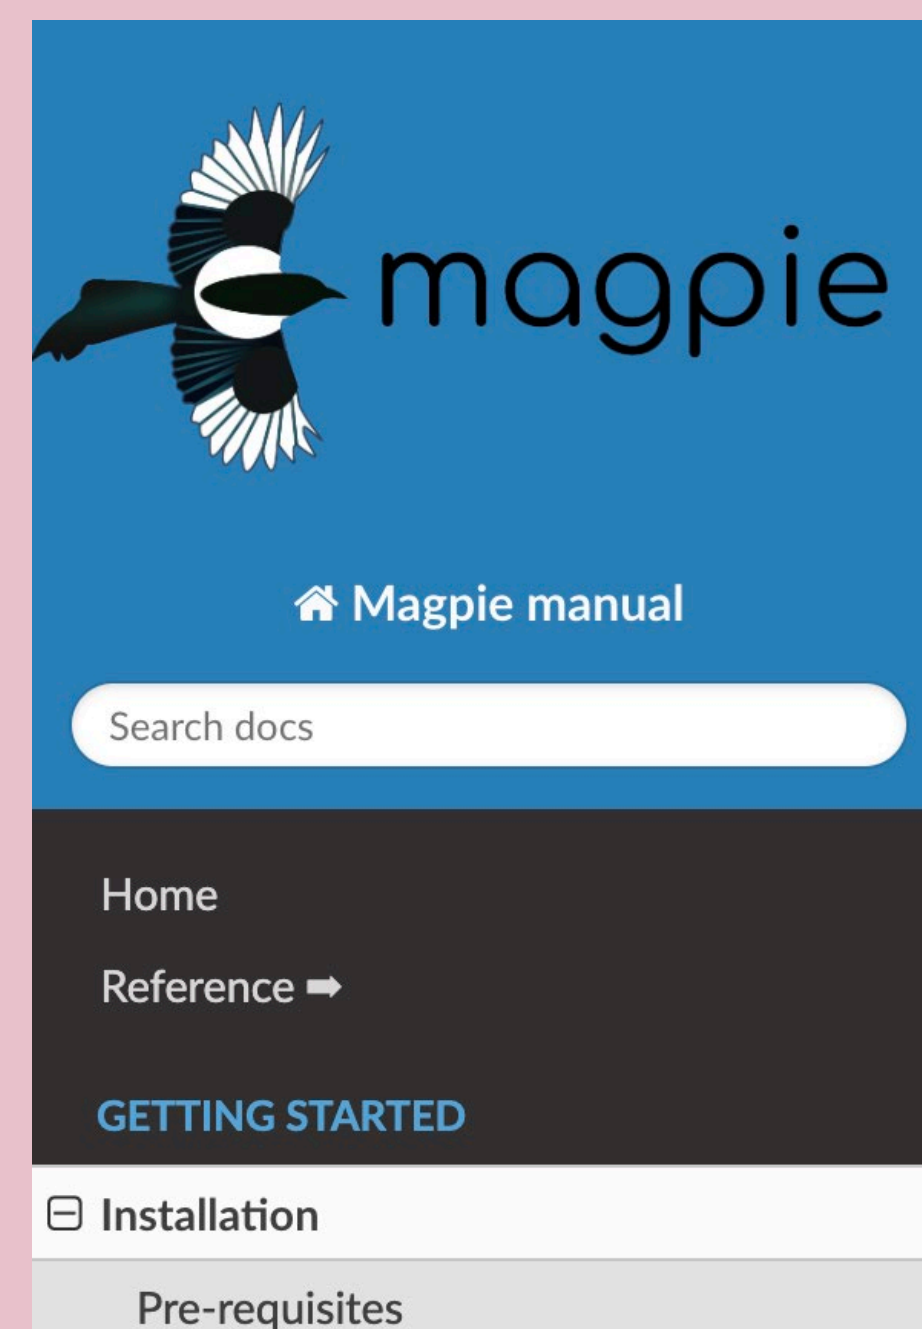 magpie
Magpie manual
Search docs
Home
Reference ➡
GETTING STARTED
Installation
Pre-requisites